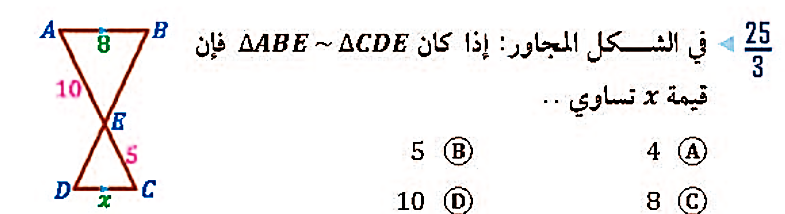 25/3 في الشكل المجاور: إذا كان ΔABE ~ ΔCDE فإن
قيمة x تساوي ..
A 4 B 5
C 8 D 10
A B
8
10
E
5
D C
x